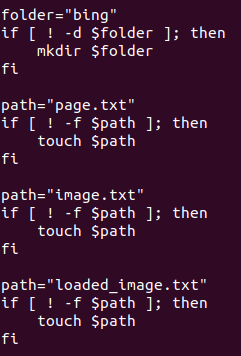 folder="bing"
if [ ! -d $folder ]; then
    mkdir $folder
fi

path="page.txt"
if [ ! -f $path ]; then
    touch $path
fi

path="image.txt"
if [ ! -f $path ]; then
    touch $path
fi

path="loaded_image.txt"
if [ ! -f $path ]; then
    touch $path
fi